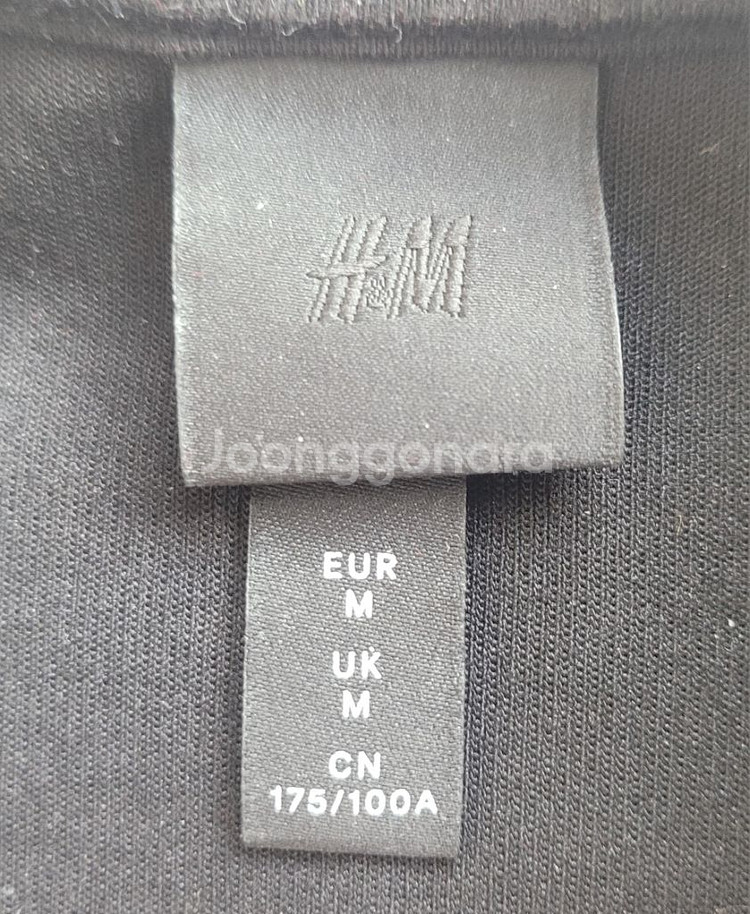 H&M
Joonggonara
EUR
M
UK
M
CN
175/100A